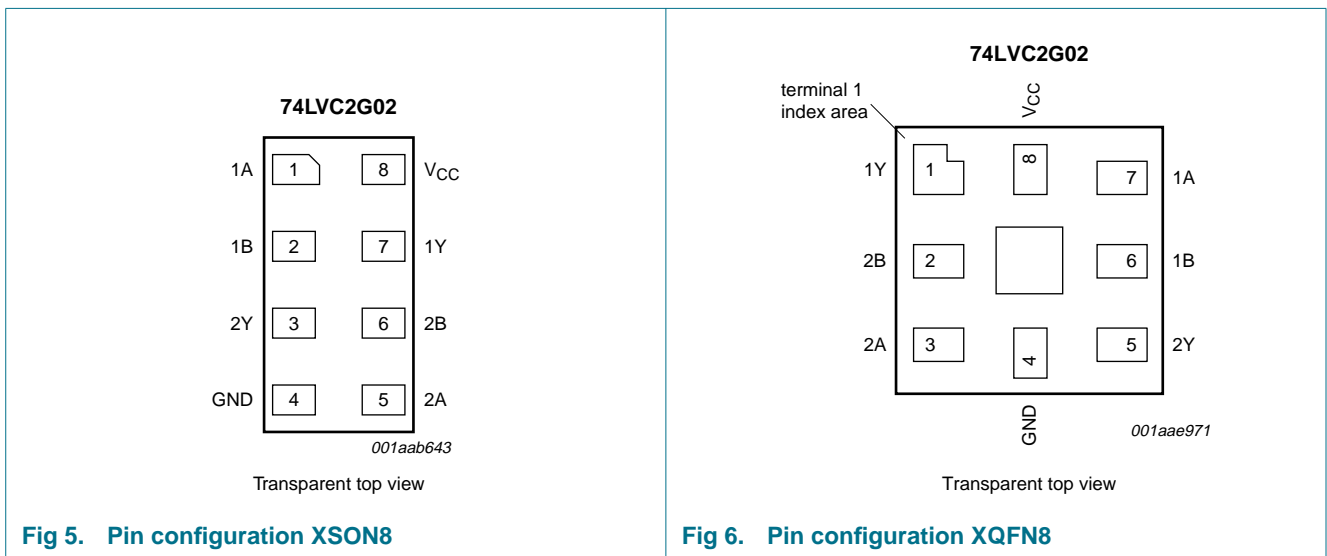 74LVC2G02
1A 1 8 VCC
1B 2 7 1Y
2Y 3 6 2B
GND 4 5 2A
001aab643
Transparent top view
Fig 5. Pin configuration XSON8
74LVC2G02
terminal 1
index area
VCC
1Y 1 8 7 1A
2B 2 6 1B
2A 3 4 5 2Y
GND
001aae971
Transparent top view
Fig 6. Pin configuration XQFN8